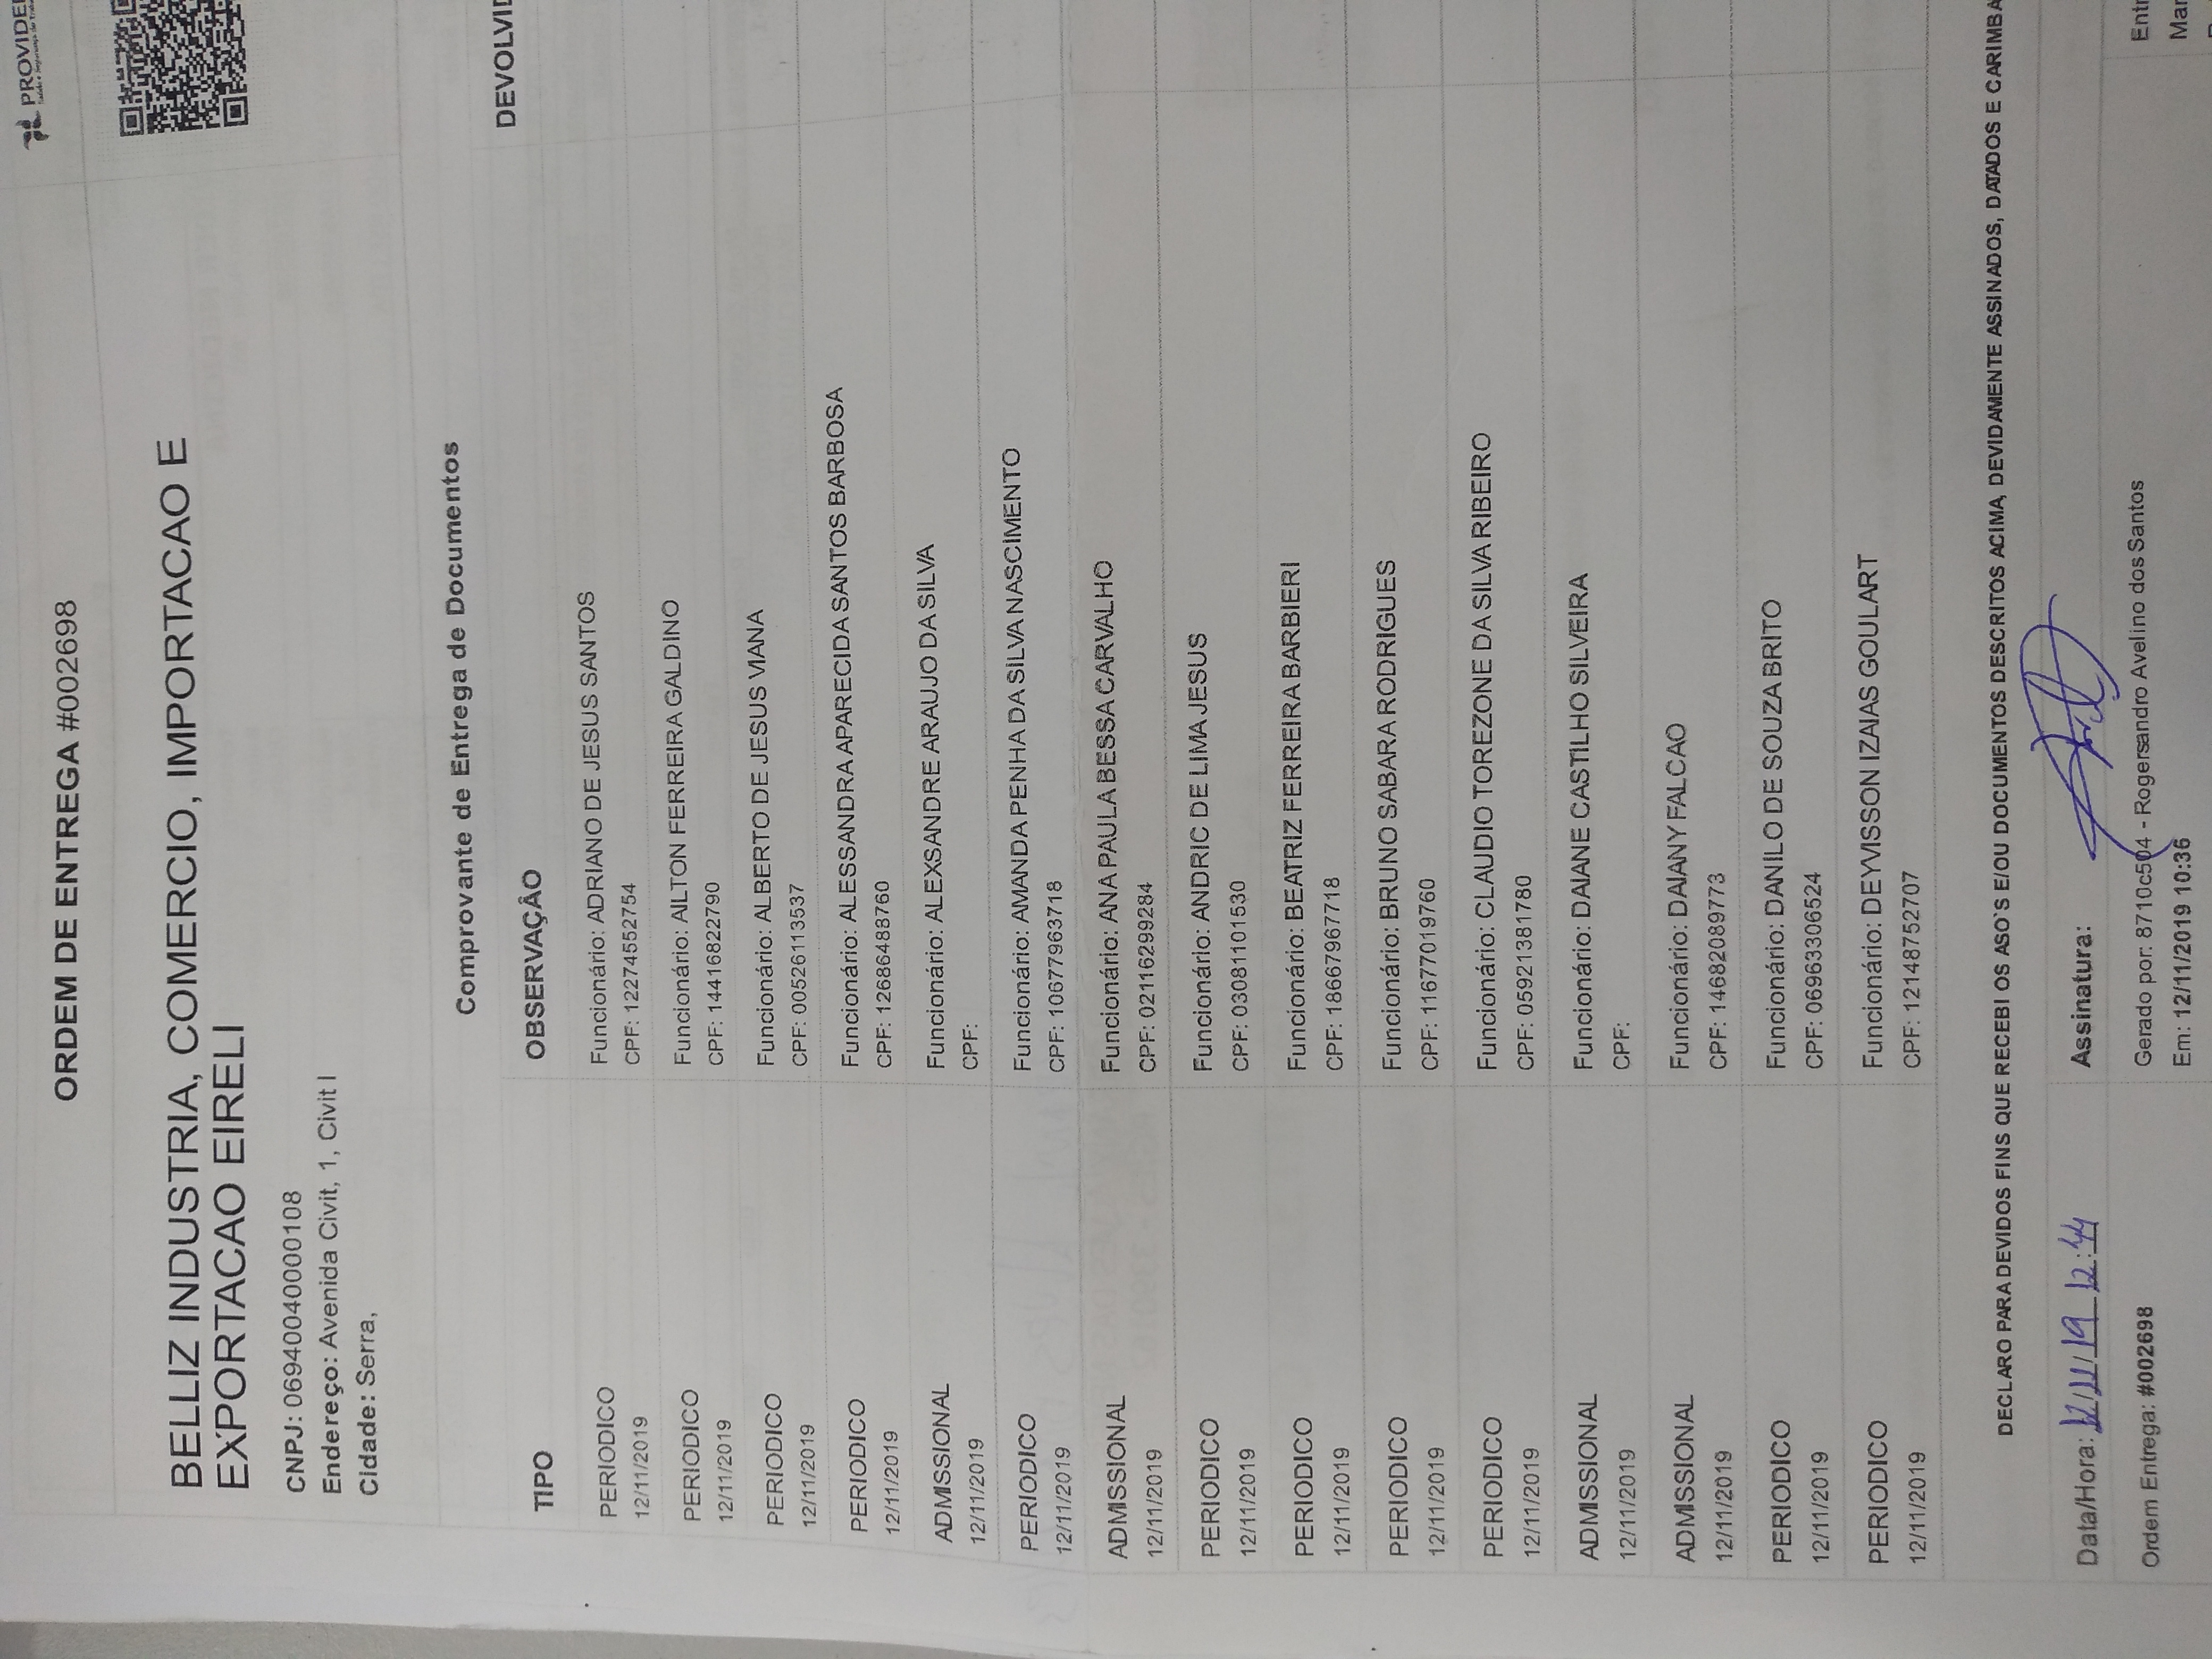 ORDEM DE ENTREGA #002698
BELLIZ INDUSTRIA, COMERCIO, IMPORTACAO E
EXPORTACAO EIRELI
CNPJ: 06940040000108
Endereço: Avenida Civit, 1, Civit I
Cidade: Serra,
Comprovante de Entrega de Documentos
TIPO OBSERVAÇÂO DEVOLVID
PERIODICO Funcionário: ADRIANO DE JESUS SANTOS
12/11/2019 CPF: 12274552754
PERIODICO Funcionário: AILTON FERREIRA GALDINO
12/11/2019 CPF: 14416822790
PERIODICO Funcionário: ALBERTO DE JESUS VIANA
12/11/2019 CPF: 00526113537
PERIODICO Funcionário: ALESSANDRA APARECIDA SANTOS BARBOSA
12/11/2019 CPF: 12686488760
ADMISSIONAL Funcionário: ALEXSANDRE ARAUJO DA SILVA
12/11/2019 CPF:
PERIODICO Funcionário: AMANDA PENHA DA SILVA NASCIMENTO
12/11/2019 CPF: 10677963718
ADMISSIONAL Funcionário: ANA PAULA BESSA CARVALHO
12/11/2019 CPF: 02116299284
PERIODICO Funcionário: ANDRIC DE LIMA JESUS
12/11/2019 CPF: 03081101530
PERIODICO Funcionário: BEATRIZ FERREIRA BARBIERI
12/11/2019 CPF: 18667967718
PERIODICO Funcionário: BRUNO SABARA RODRIGUES
12/11/2019 CPF: 11677019760
PERIODICO Funcionário: CLAUDIO TOREZONE DA SILVA RIBEIRO
12/11/2019 CPF: 05921381780
ADMISSIONAL Funcionário: DAIANE CASTILHO SILVEIRA
12/11/2019 CPF:
ADMISSIONAL Funcionário: DAIANY FALCAO
12/11/2019 CPF: 14682089773
PERIODICO Funcionário: DANILO DE SOUZA BRITO
12/11/2019 CPF: 06963306524
PERIODICO Funcionário: DEYVISSON IZAIAS GOULART
12/11/2019 CPF: 12148752707
DECLARO PARA DEVIDOS FINS QUE RECEBI OS ASO`S E/OU DOCUMENTOS DESCRITOS ACIMA, DEVIDAMENTE ASSINADOS, DATADOS E CARIMBA
Data/Hora: 12/11/19 12:44 Assinatura:
Ordem Entrega: #002698 Gerado por: 8710c504 - Rogersandro Avelino dos Santos Entr
Em: 12/11/2019 10:36 Mar
PROVIDE